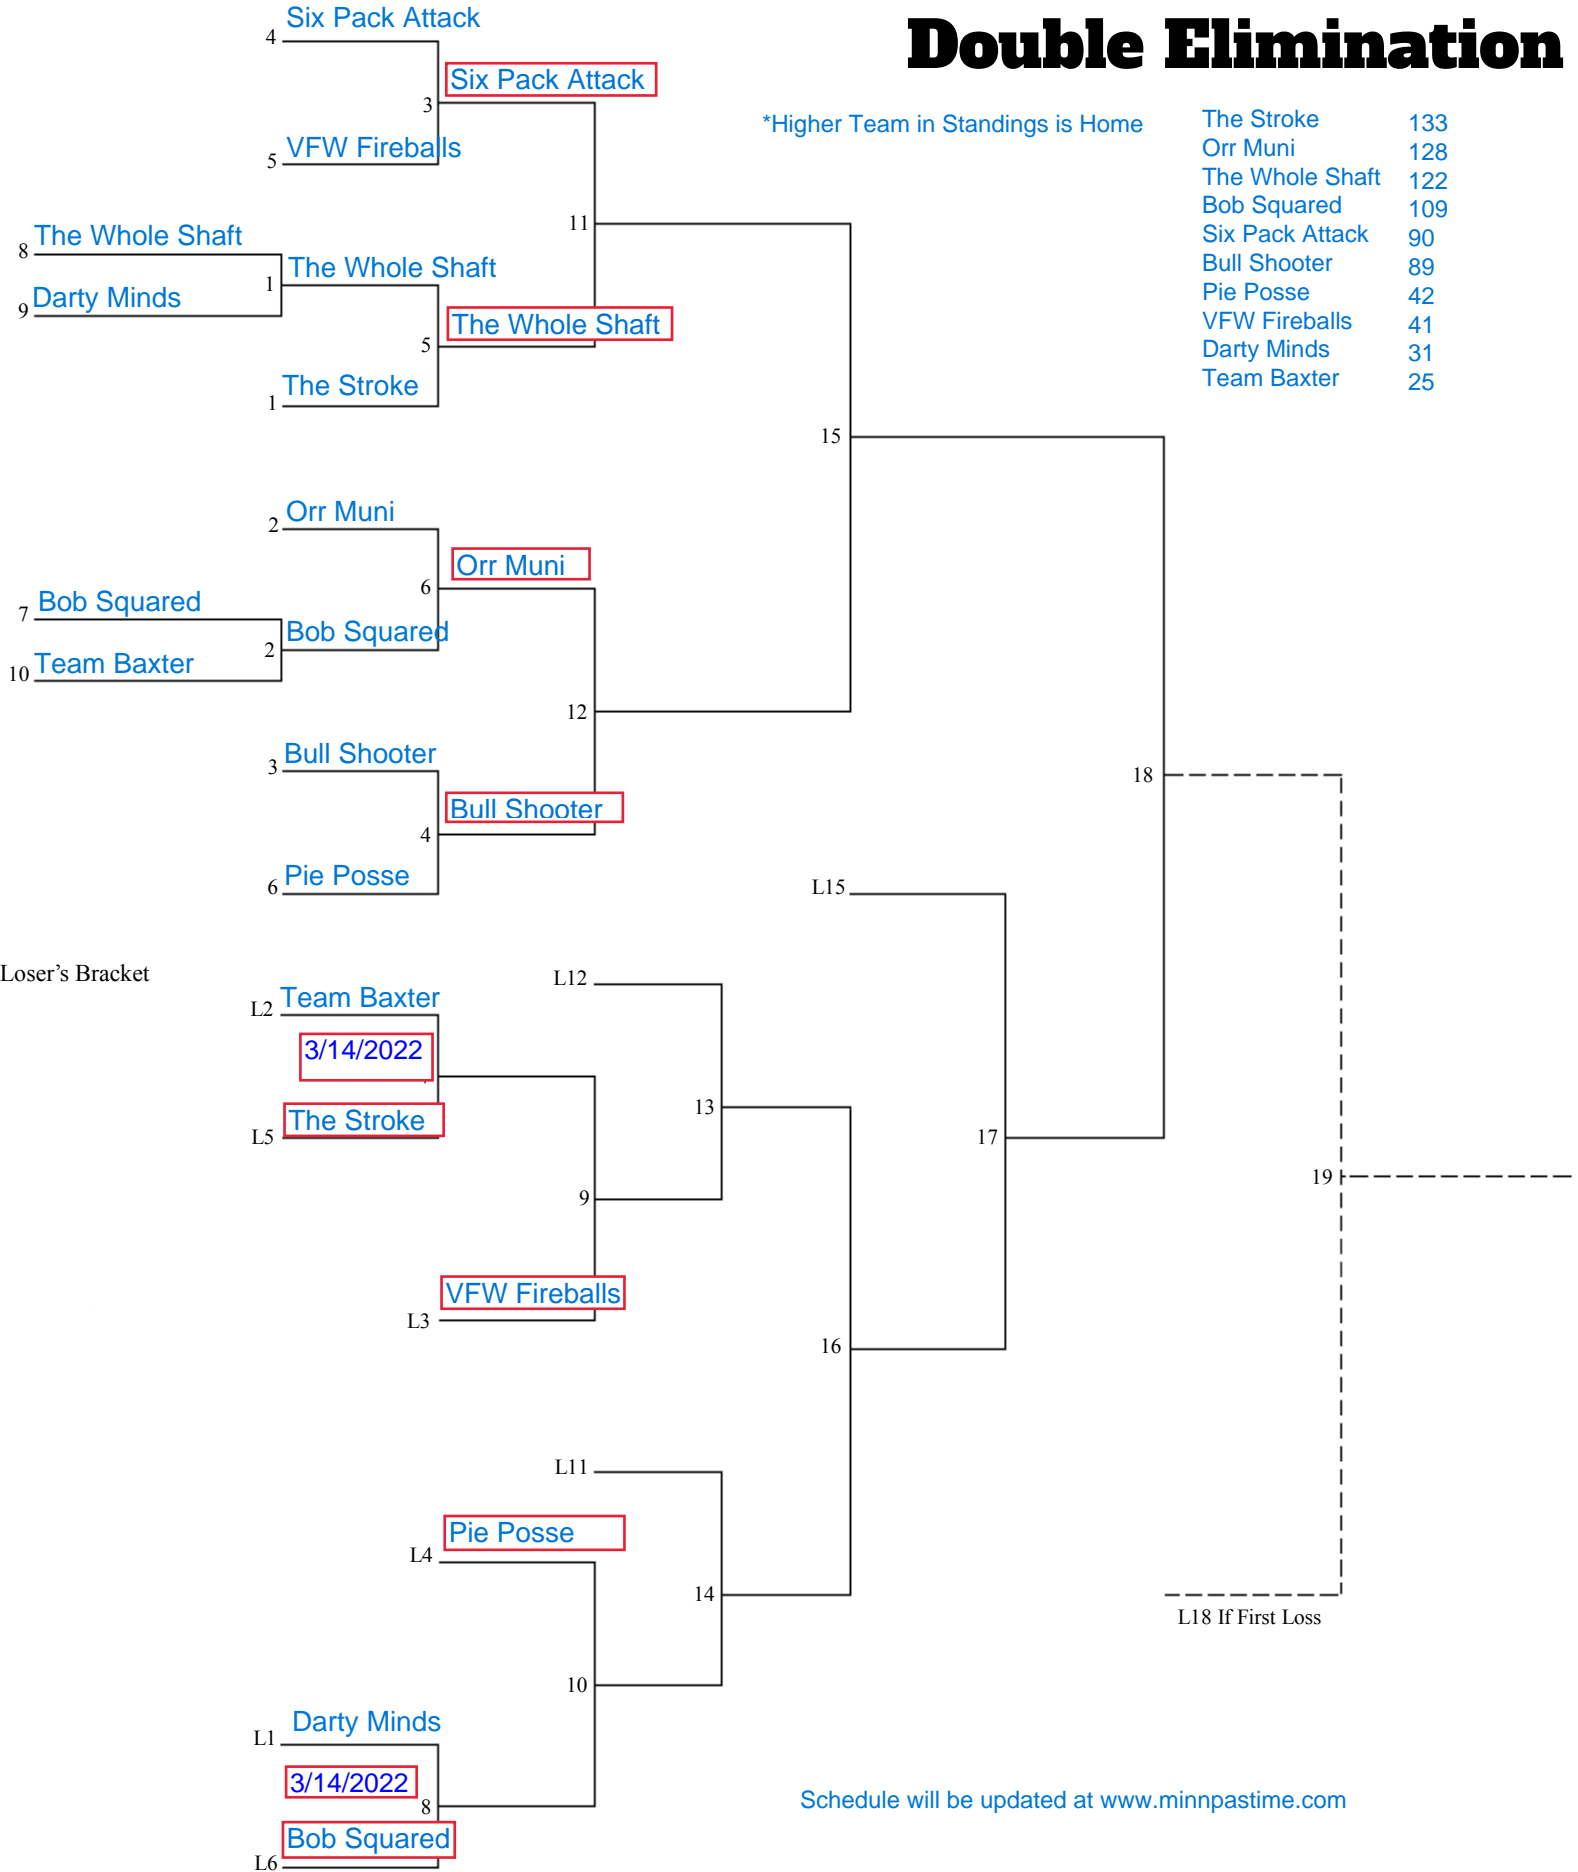 Double Elimination
*Higher Team in Standings is Home
The Stroke 133
Orr Muni 128
The Whole Shaft 122
Bob Squared 109
Six Pack Attack 90
Bull Shooter 89
Pie Posse 42
VFW Fireballs 41
Darty Minds 31
Team Baxter 25
4 Six Pack Attack
3 Six Pack Attack
5 VFW Fireballs
11
8 The Whole Shaft
1 The Whole Shaft
9 Darty Minds
5 The Whole Shaft
1 The Stroke
15
2 Orr Muni
6 Orr Muni
7 Bob Squared
2 Bob Squared
10 Team Baxter
12
3 Bull Shooter
18
4 Bull Shooter
6 Pie Posse
L15
Loser's Bracket
L12
L2 Team Baxter
3/14/2022
13
L5 The Stroke
17
19
9
L3 VFW Fireballs
16
L11
L4 Pie Posse
14
L18 If First Loss
10
L1 Darty Minds
3/14/2022
8
L6 Bob Squared
Schedule will be updated at www.minnpastime.com